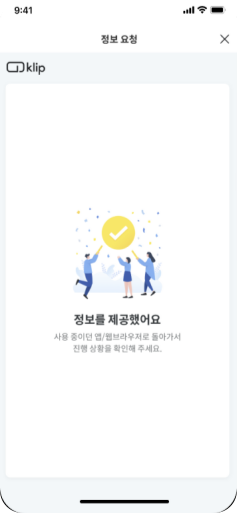 9:41
정보 요청
klip
정보를 제공했어요
사용 중이던 앱/웹브라우저로 돌아가서
진행 상황을 확인해 주세요.